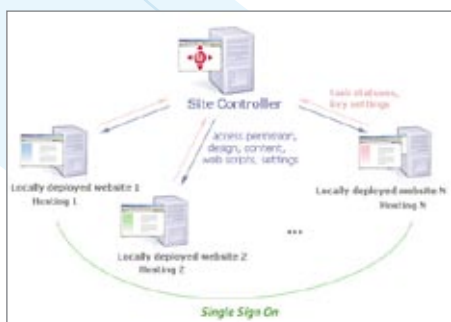 Site Controller
task statuses,
key settings
access permission,
design, content,
web scripts, settings
Locally deployed website 1
Hosting 1
Locally deployed website N
Hosting N
Locally deployed website 2
Hosting 2
...
Single Sign On